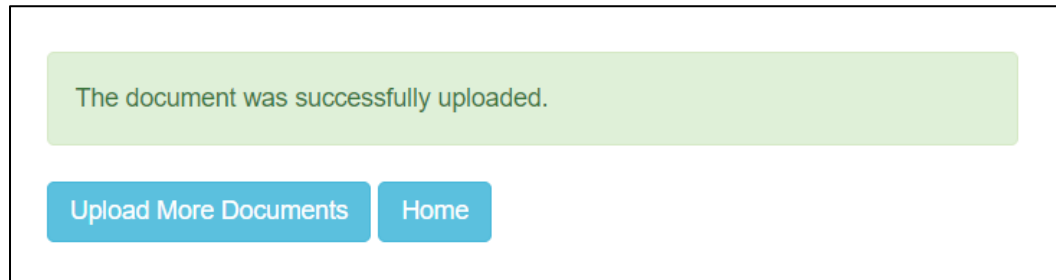 The document was successfully uploaded.
Upload More Documents Home